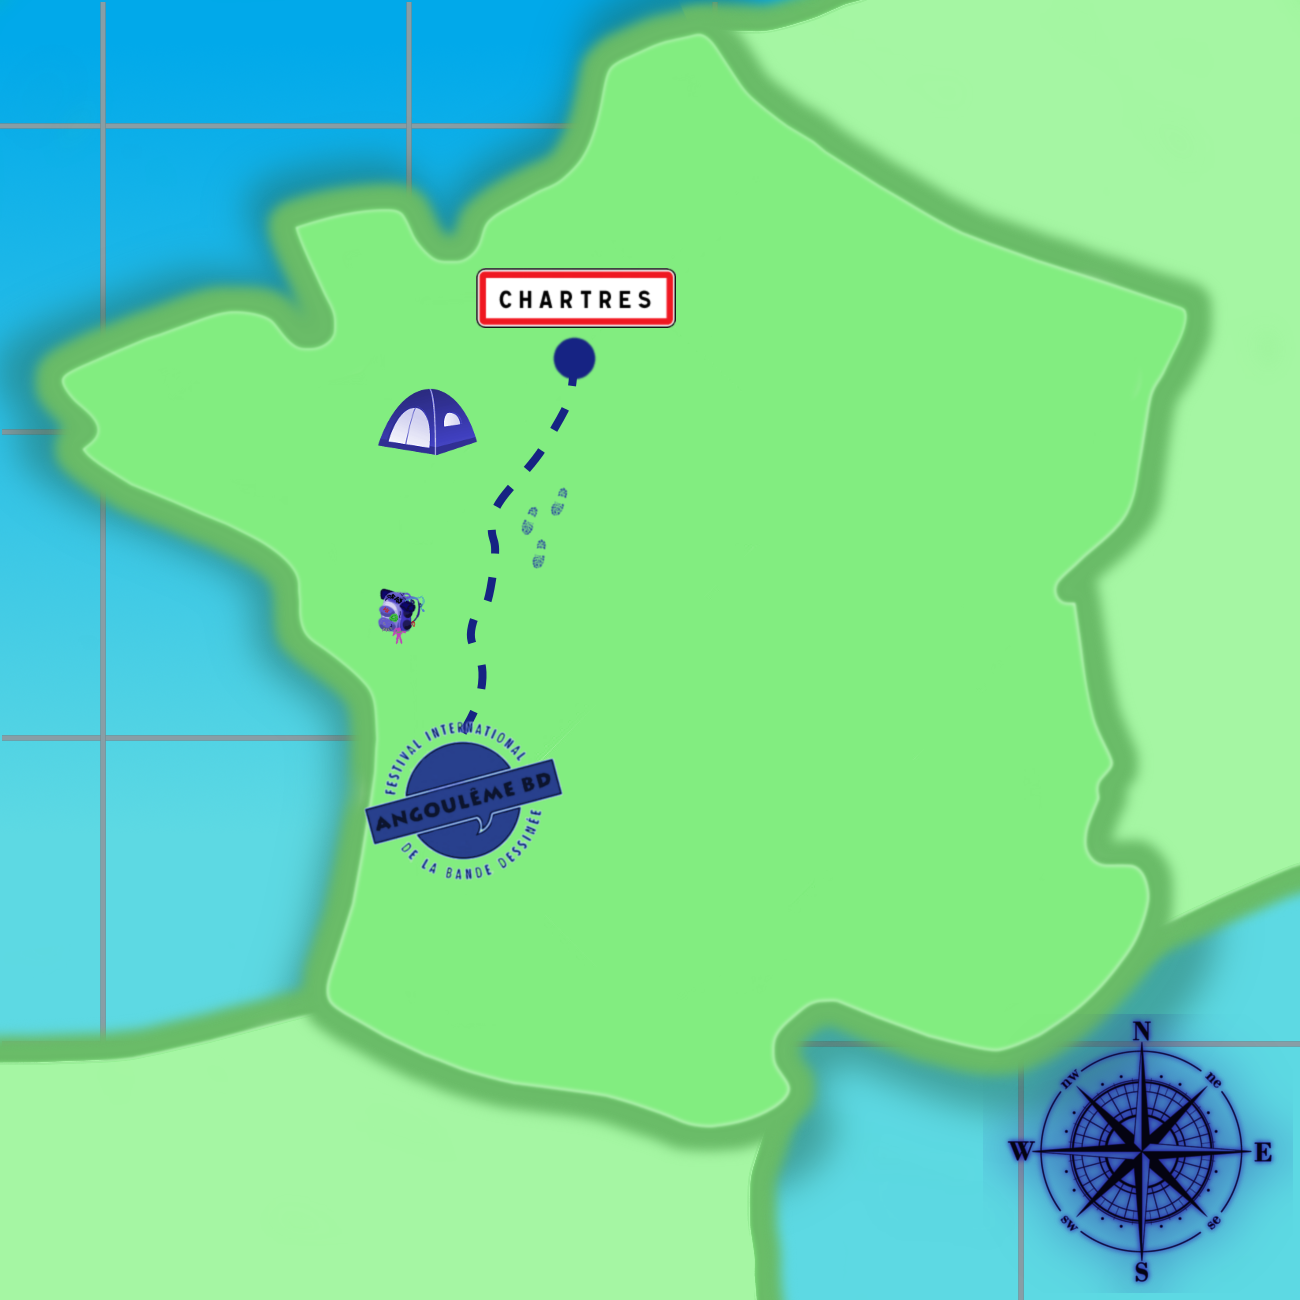 CHARTRES
FESTIVAL INTERNATIONAL
ANGOULÊME BD
DE LA BANDE DESSINÉE
N
nw
ne
W
E
sw
se
S